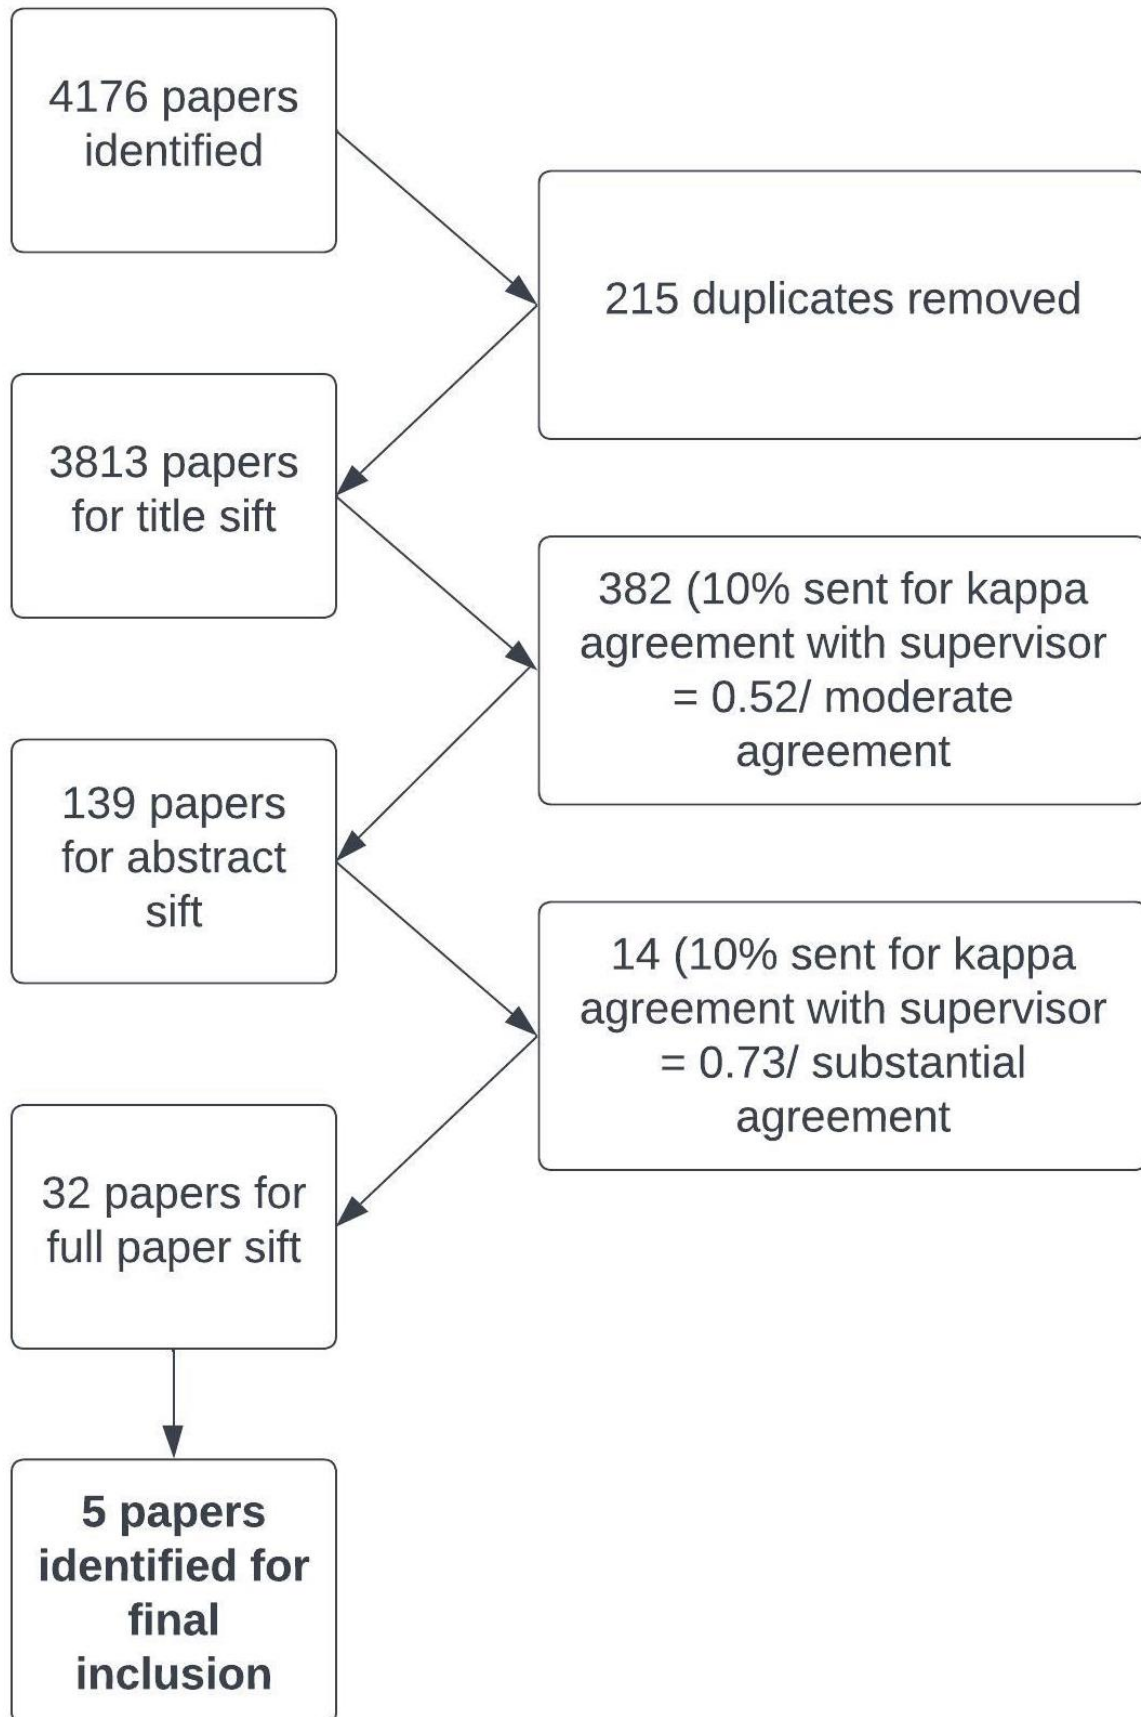 4176 papers
identified
215 duplicates removed
3813 papers
for title sift
382 (10% sent for kappa
agreement with supervisor
= 0.52/ moderate
agreement
139 papers
for abstract
sift
14 (10% sent for kappa
agreement with supervisor
= 0.73/ substantial
agreement
32 papers for
full paper sift
5 papers
identified for
final
inclusion